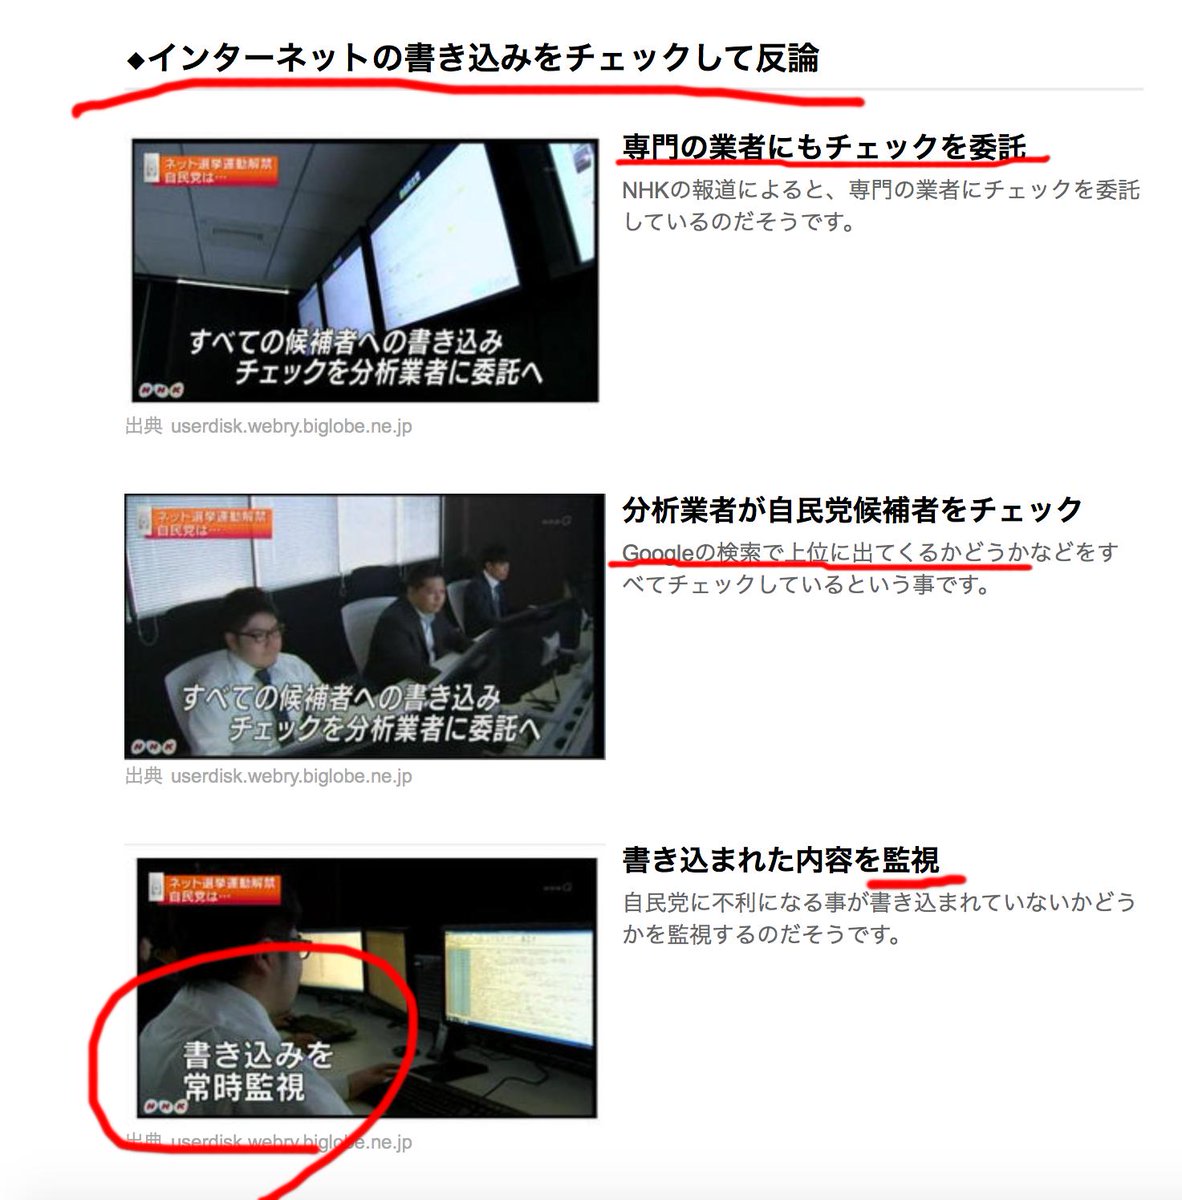 ◆インターネットの書き込みをチェックして反論
ネット選挙運動解禁
自民党は…
すべての候補者への書き込み
チェックを分析業者に委託へ
NHK
出典 userdisk.webry.biglobe.ne.jp
専門の業者にもチェックを委託
NHKの報道によると、専門の業者にチェックを委託
しているのだそうです。
ネット選挙運動解禁
自民党は…
NHK G
すべての候補者への書き込み
チェックを分析業者に委託へ
NHK
出典 userdisk.webry.biglobe.ne.jp
分析業者が自民党候補者をチェック
Googleの検索で上位に出てくるかどうかなどをす
べてチェックしているという事です。
ネット選挙運動解禁
自民党は…
NHK G
書き込みを
常時監視
NHK
出典 userdisk.webry.biglobe.ne.jp
書き込まれた内容を監視
自民党に不利になる事が書き込まれていないかどう
かを監視するのだそうです。